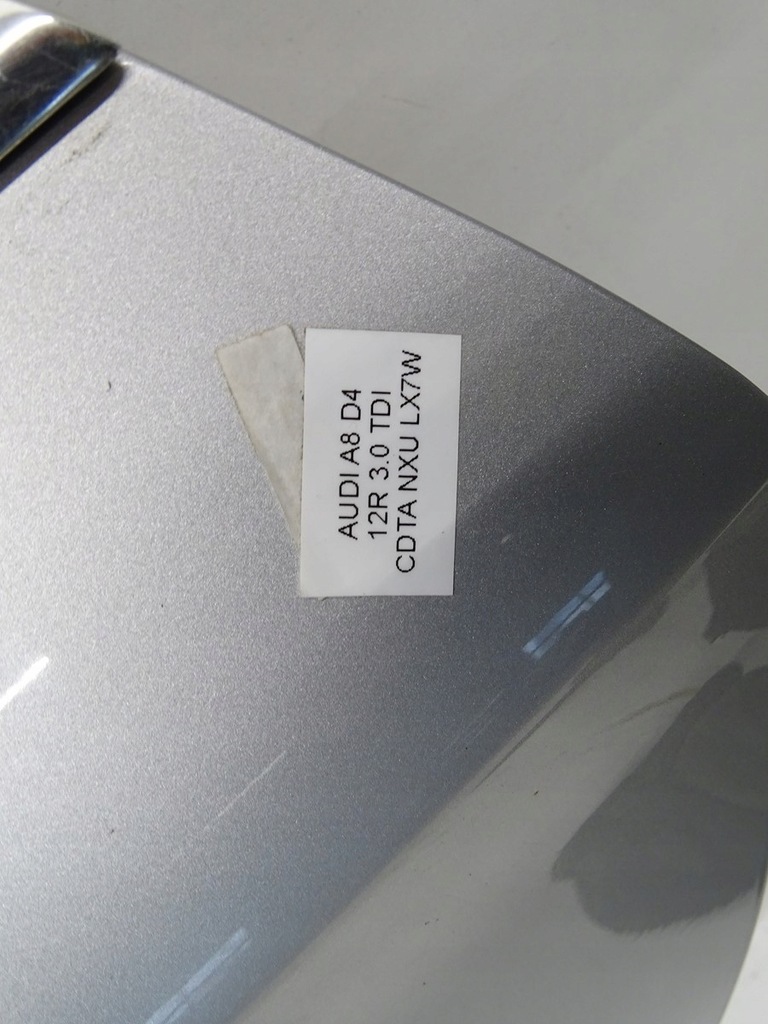 AUDI A8 D4
12R 3.0 TDI
CDTA NXU LX7W